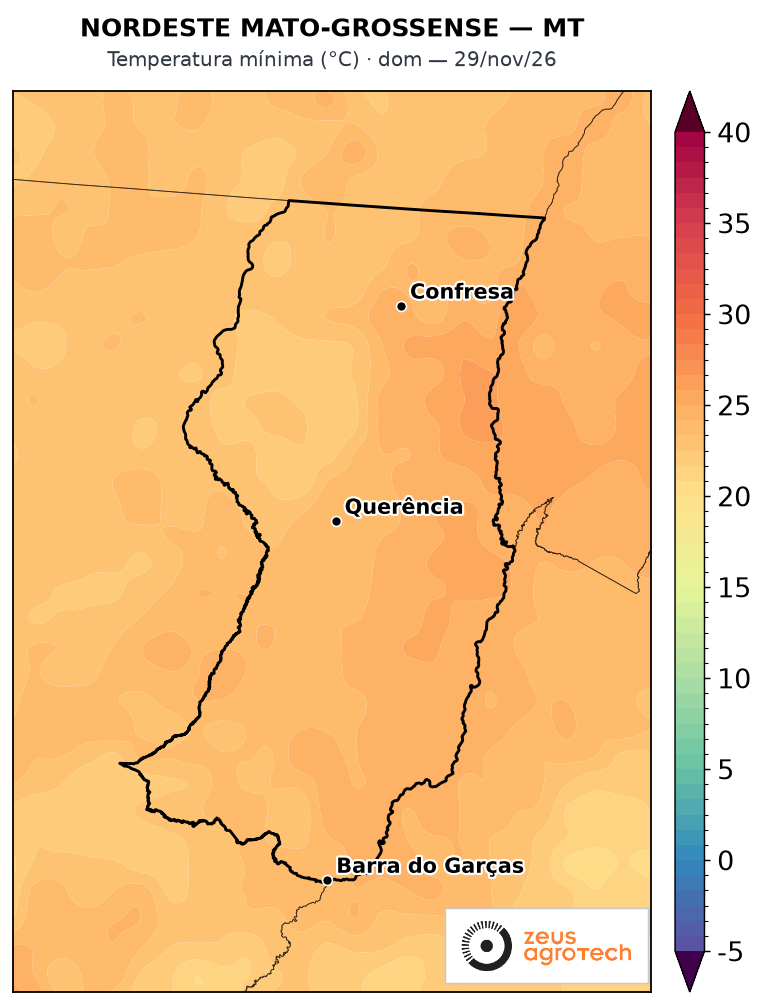 NORDESTE MATO-GROSSENSE — MT
Temperatura mínima (°C) · dom — 29/nov/26
Confresa
Querência
Barra do Garças
40
35
30
25
20
15
10
5
0
-5
zeus
agrotech